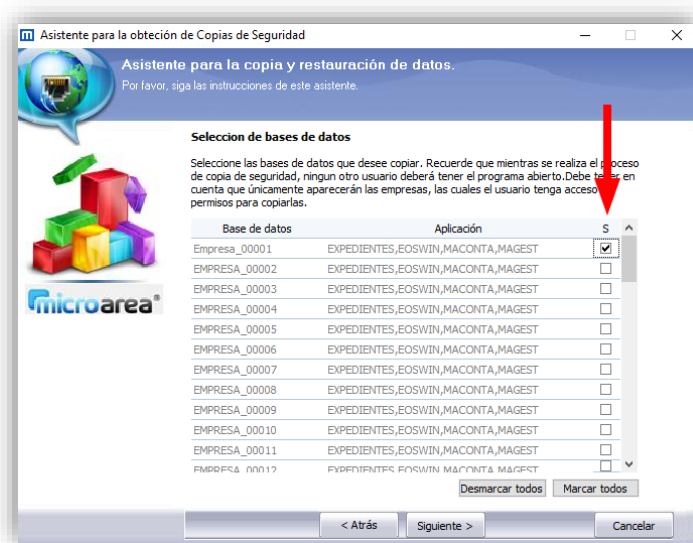 Asistente para la obteción de Copias de Seguridad
Asistente para la copia y restauración de datos.
Por favor, siga las instrucciones de este asistente.
Seleccion de bases de datos
Seleccione las bases de datos que desee copiar. Recuerde que mientras se realiza el proceso
de copia de seguridad, ningun otro usuario deberá tener el programa abierto.Debe tener en
cuenta que únicamente aparecerán las empresas, las cuales el usuario tenga acceso
permisos para copiarlas.
Base de datos Aplicación S
Empresa_00001 EXPEDIENTES,EOSWIN,MACONTA,MAGEST
EMPRESA_00002 EXPEDIENTES,EOSWIN,MACONTA,MAGEST
EMPRESA_00003 EXPEDIENTES,EOSWIN,MACONTA,MAGEST
EMPRESA_00004 EXPEDIENTES,EOSWIN,MACONTA,MAGEST
EMPRESA_00005 EXPEDIENTES,EOSWIN,MACONTA,MAGEST
EMPRESA_00006 EXPEDIENTES,EOSWIN,MACONTA,MAGEST
EMPRESA_00007 EXPEDIENTES,EOSWIN,MACONTA,MAGEST
EMPRESA_00008 EXPEDIENTES,EOSWIN,MACONTA,MAGEST
EMPRESA_00009 EXPEDIENTES,EOSWIN,MACONTA,MAGEST
EMPRESA_00010 EXPEDIENTES,EOSWIN,MACONTA,MAGEST
EMPRESA_00011 EXPEDIENTES,EOSWIN,MACONTA,MAGEST
EMPRESA_00012 EXPEDIENTES,EOSWIN,MACONTA,MAGEST
microarea®
Desmarcar todos Marcar todos
< Atrás Siguiente > Cancelar